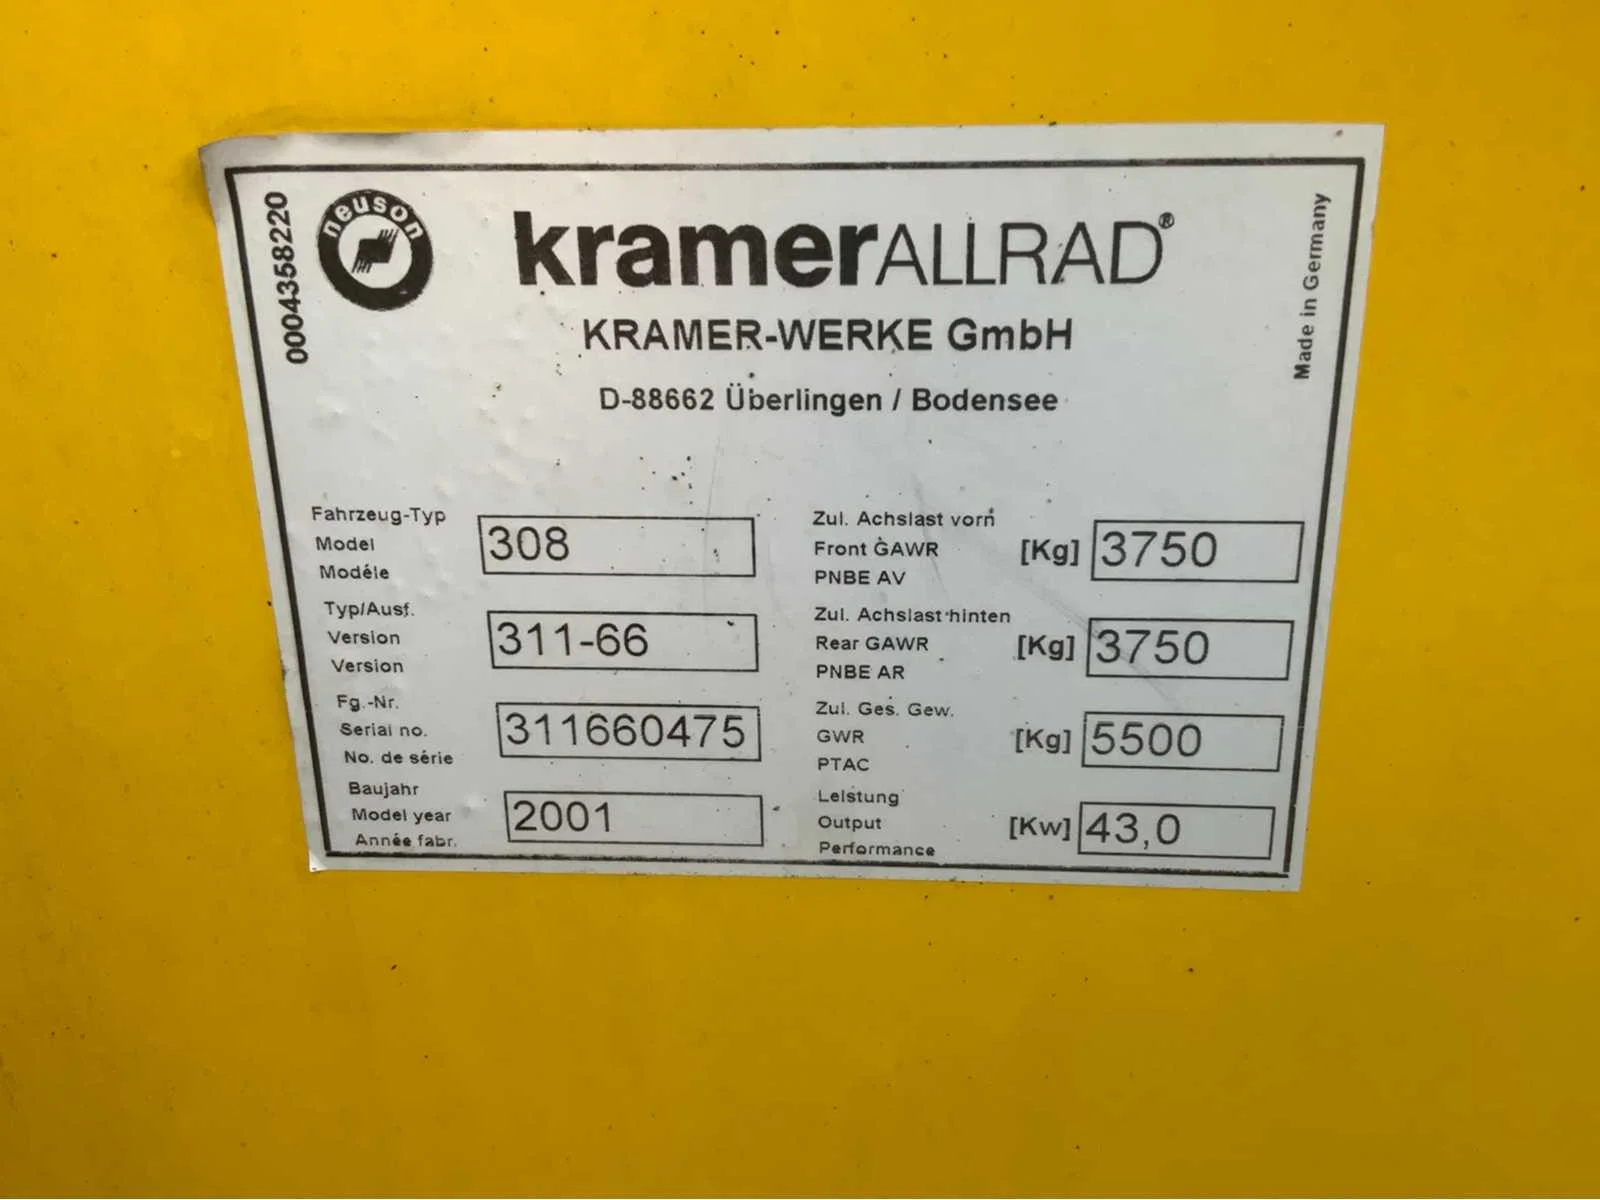 0004358220
neuson
kramerALLRAD®
Made in Germany
KRAMER-WERKE GmbH
D-88662 Überlingen / Bodensee
Fahrzeug-Typ
Model
Modéle
308
Typ/Ausf.
Version
Version
311-66
Fg.-Nr.
Serial no.
No. de série
311660475
Baujahr
Model year
Année fabr.
2001
Zul. Achslast vorn
Front GAWR
PNBE AV
[Kg] 3750
Zul. Achslast hinten
Rear GAWR
PNBE AR
[Kg] 3750
Zul. Ges. Gew.
GWR
PTAC
[Kg] 5500
Leistung
Output
Performance
[Kw] 43,0